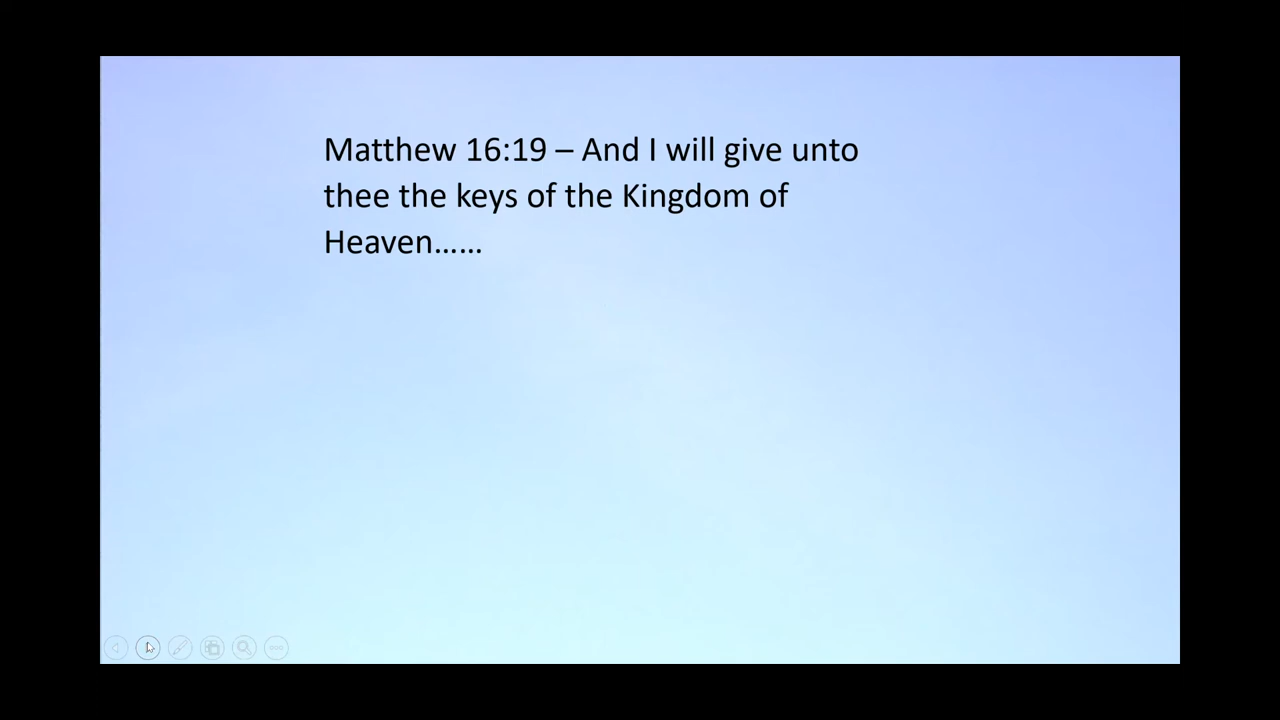 Matthew 16:19 – And I will give unto
thee the keys of the Kingdom of
Heaven……